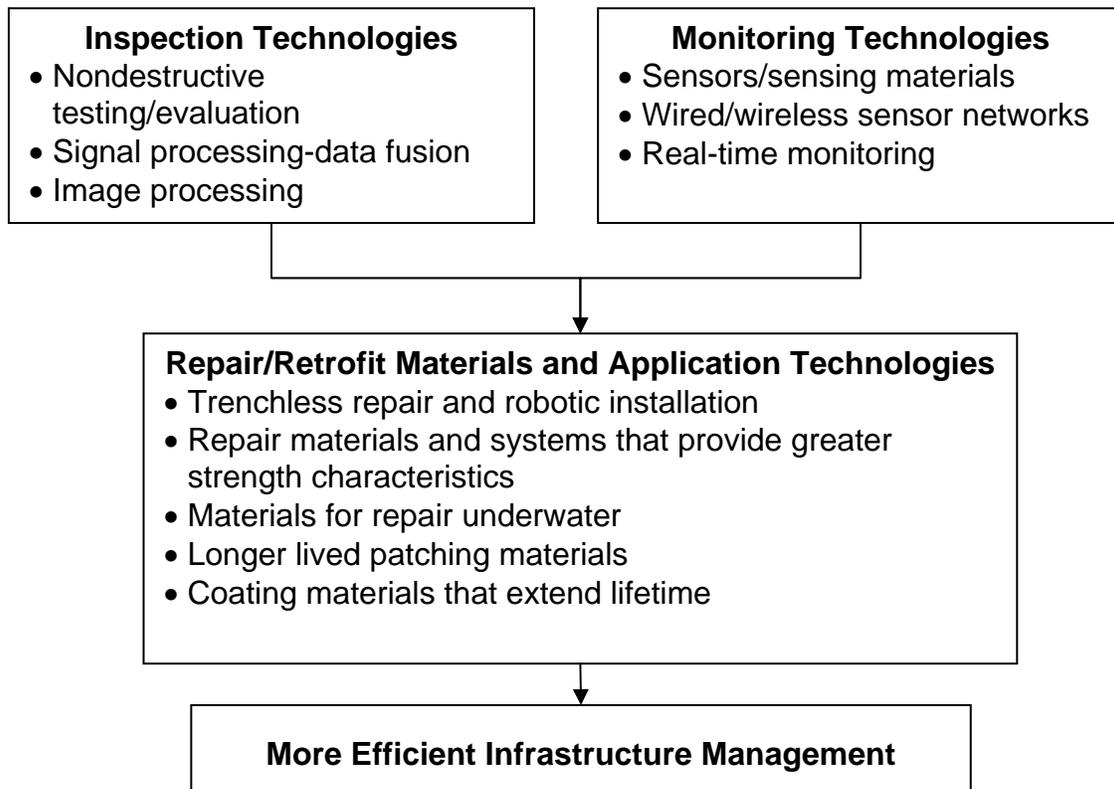 Inspection Technologies
• Nondestructive
testing/evaluation
• Signal processing-data fusion
• Image processing
Monitoring Technologies
• Sensors/sensing materials
• Wired/wireless sensor networks
• Real-time monitoring
Repair/Retrofit Materials and Application Technologies
• Trenchless repair and robotic installation
• Repair materials and systems that provide greater
strength characteristics
• Materials for repair underwater
• Longer lived patching materials
• Coating materials that extend lifetime
More Efficient Infrastructure Management